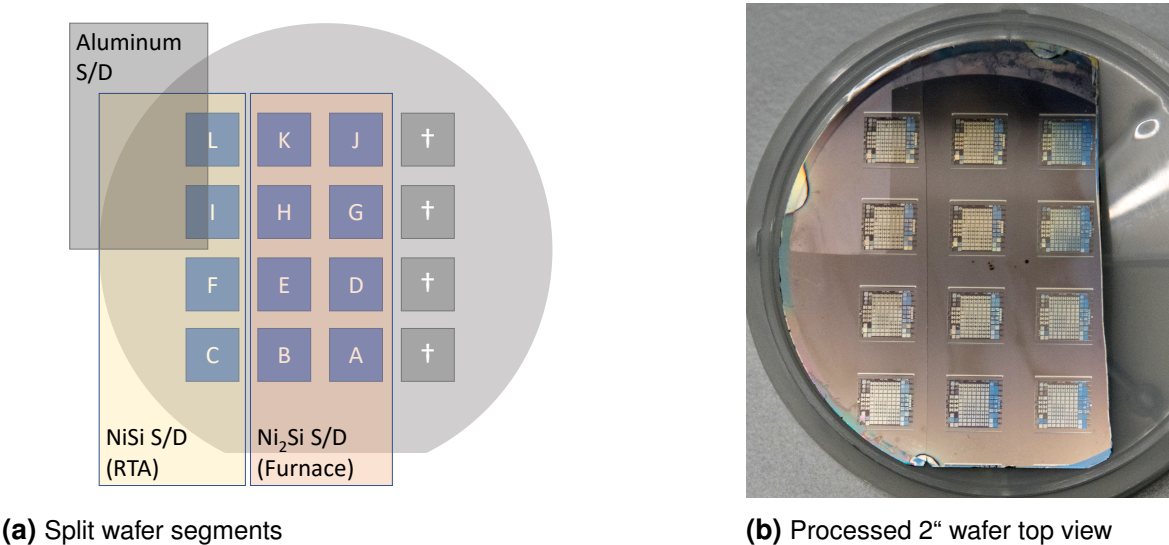 Aluminum
S/D
L K J †
I H G †
F E D †
C B A †
NiSi S/D
(RTA)
Ni₂Si S/D
(Furnace)
(a) Split wafer segments
(b) Processed 2“ wafer top view